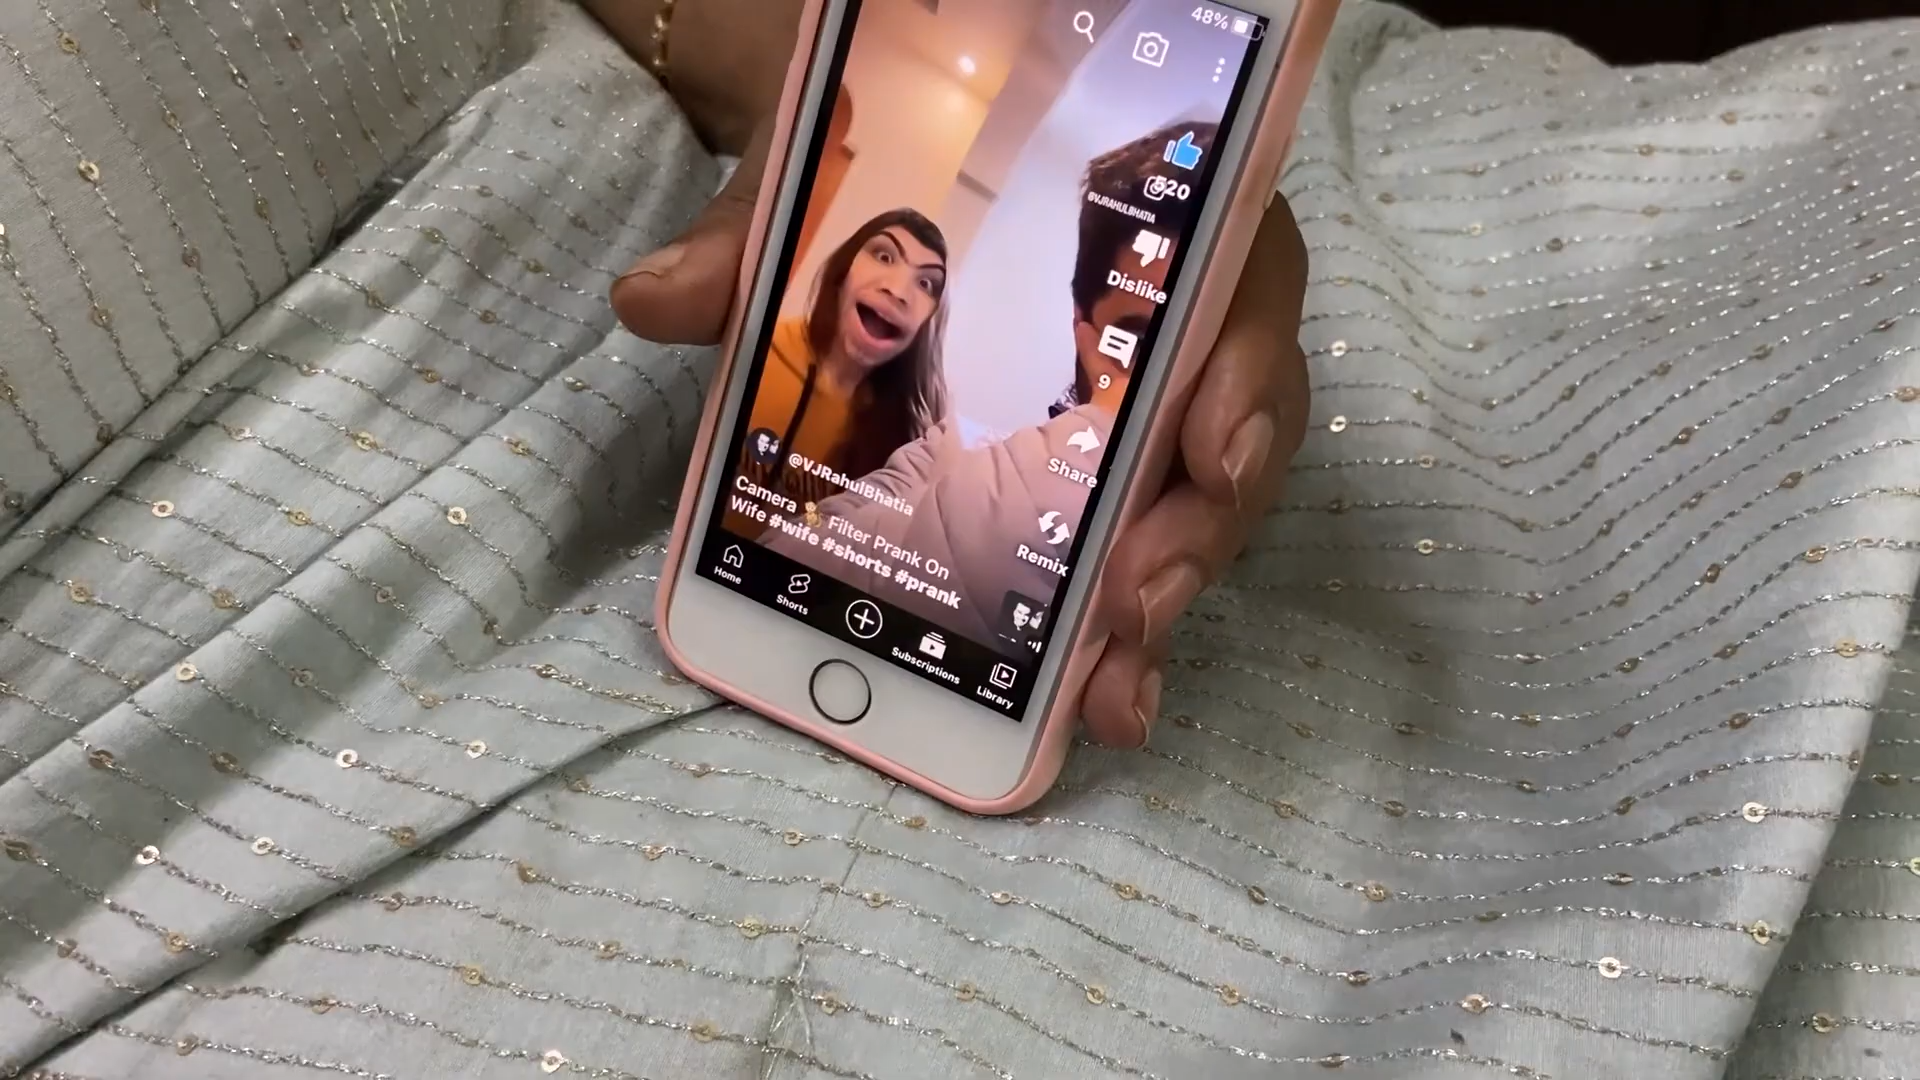 48%
520
@VJRAHULBHATIA
Dislike
9
Share
Remix
@VJRahulBhatia
Camera Filter Prank On
Wife #wife #shorts #prank
Home
Shorts
Subscriptions
Library